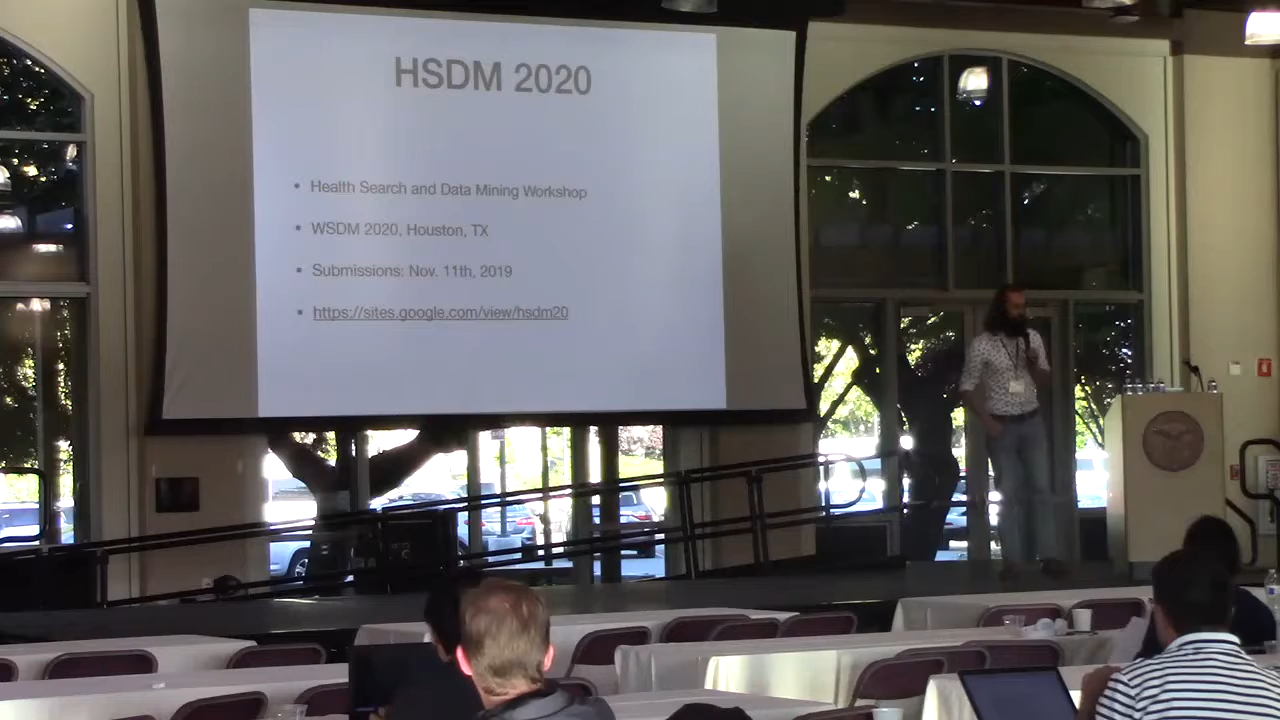 HSDM 2020
• Health Search and Data Mining Workshop
• WSDM 2020, Houston, TX
• Submissions: Nov. 11th, 2019
• https://sites.google.com/view/hsdm20